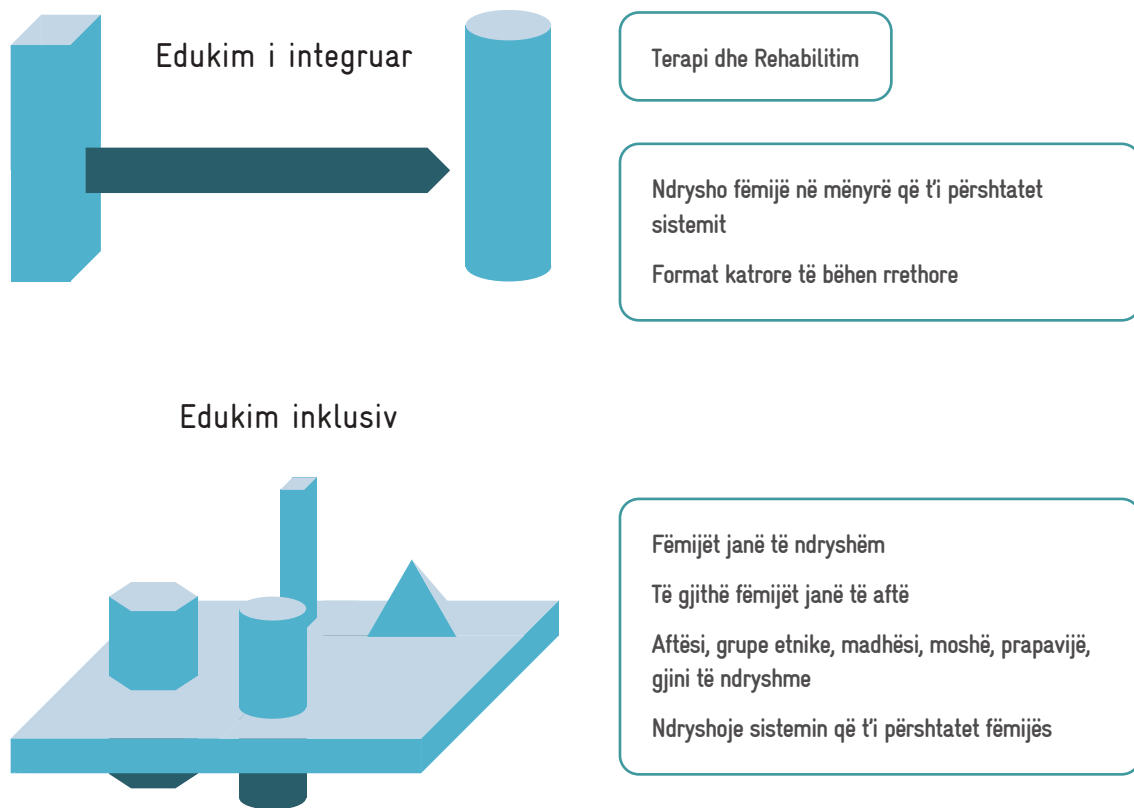 Edukim i integruar
Terapi dhe Rehabilitim
Ndrysho fëmijë në mënyrë që t'i përshtatet
sistemit
Format katrore të bëhen rrethore
Edukim inklusiv
Fëmijët janë të ndryshëm
Të gjithë fëmijët janë të aftë
Aftësi, grupe etnike, madhësi, moshë, prapavijë,
gjini të ndryshme
Ndryshoje sistemin që t'i përshtatet fëmijës